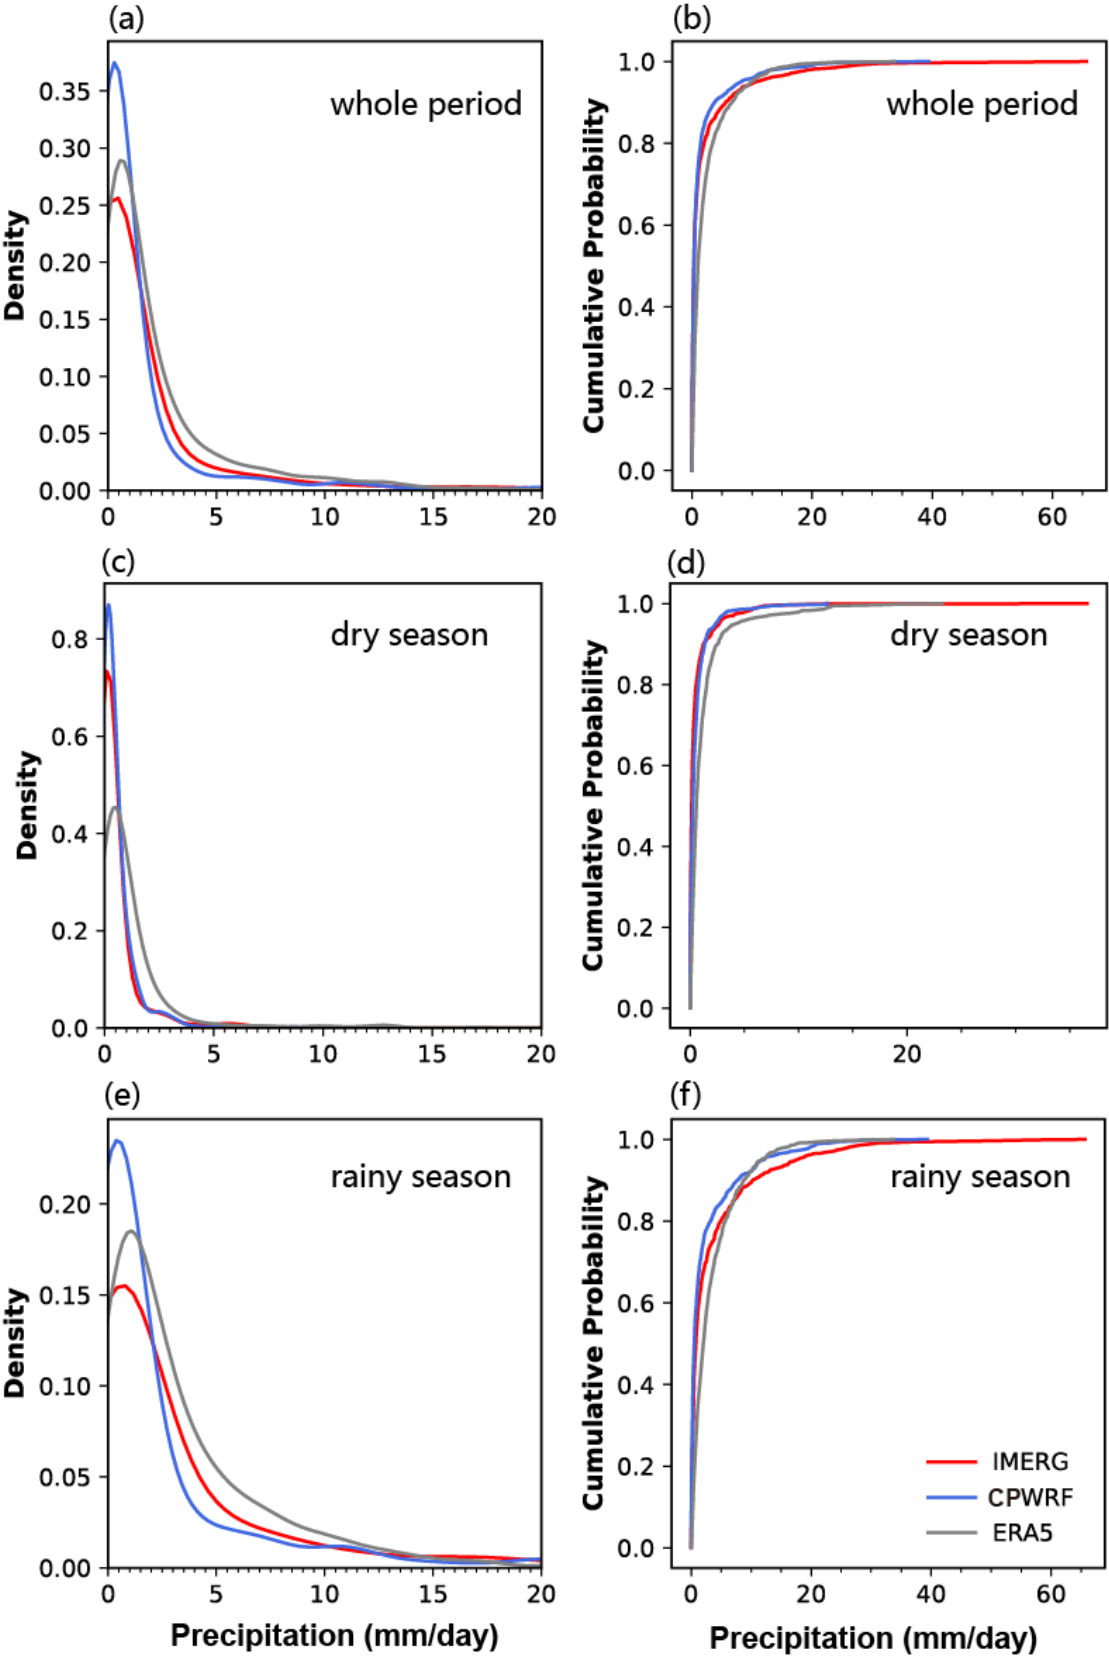 (a)
(b)
whole period
whole period
Density
0.35
0.30
0.25
0.20
0.15
0.10
0.05
0.00
0 5 10 15 20
Cumulative Probability
1.0
0.8
0.6
0.4
0.2
0.0
0 20 40 60
(c)
(d)
dry season
dry season
Density
0.8
0.6
0.4
0.2
0.0
0 5 10 15 20
Cumulative Probability
1.0
0.8
0.6
0.4
0.2
0.0
0 20
(e)
(f)
rainy season
rainy season
Density
0.20
0.15
0.10
0.05
0.00
0 5 10 15 20
Precipitation (mm/day)
Cumulative Probability
1.0
0.8
0.6
0.4
0.2
0.0
IMERG
CPWRF
ERA5
0 20 40 60
Precipitation (mm/day)